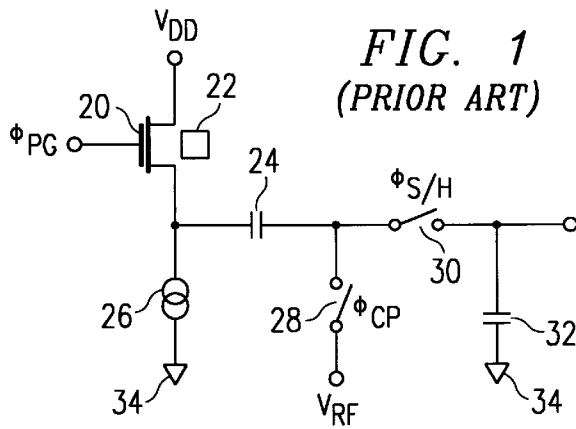 FIG. 1
(PRIOR ART)
VDD
20
22
ΦPG
24
ΦS/H
30
26
28
ΦCP
32
34
VRF
34